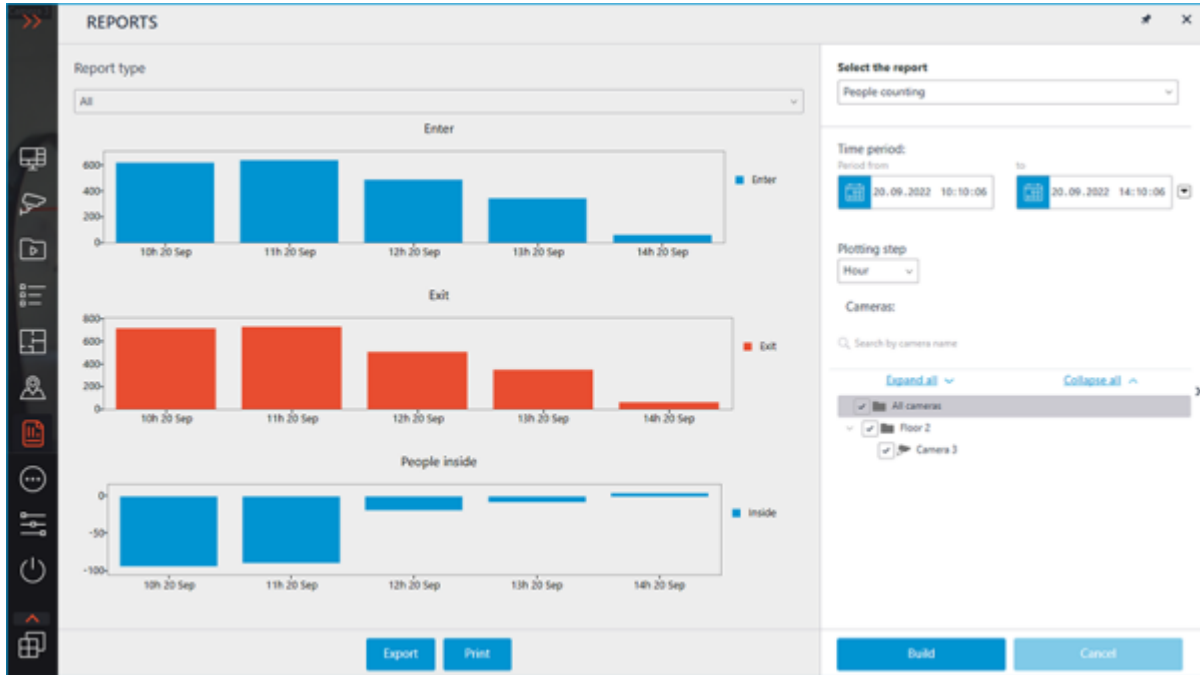 REPORTS
Report type
All
Enter
600
400
200
0
10h 20 Sep 11h 20 Sep 12h 20 Sep 13h 20 Sep 14h 20 Sep
Enter
Exit
800
600
400
200
0
10h 20 Sep 11h 20 Sep 12h 20 Sep 13h 20 Sep 14h 20 Sep
Exit
People inside
0
-50
-100
10h 20 Sep 11h 20 Sep 12h 20 Sep 13h 20 Sep 14h 20 Sep
Inside
Export Print
Select the report
People counting
Time period:
Period from to
20.09.2022 10:10:06 20.09.2022 14:10:06
Plotting step
Hour
Cameras:
Search by camera name
Expand all Collapse all
All cameras
Floor 2
Camera 3
Build Cancel